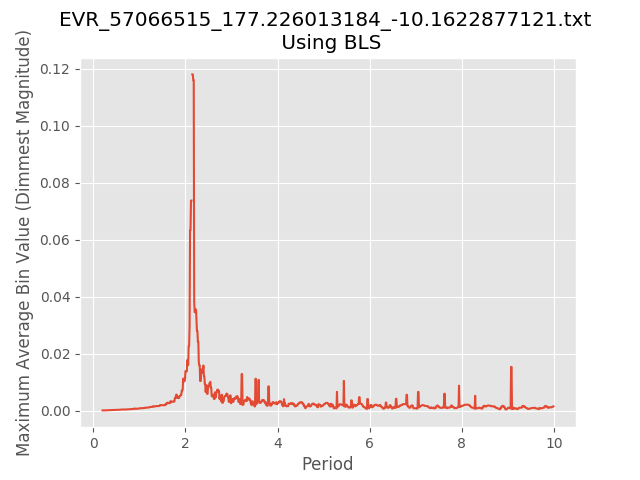 EVR_57066515_177.226013184_-10.1622877121.txt
Using BLS
Maximum Average Bin Value (Dimmest Magnitude)
0.12
0.10
0.08
0.06
0.04
0.02
0.00
0 2 4 6 8 10
Period